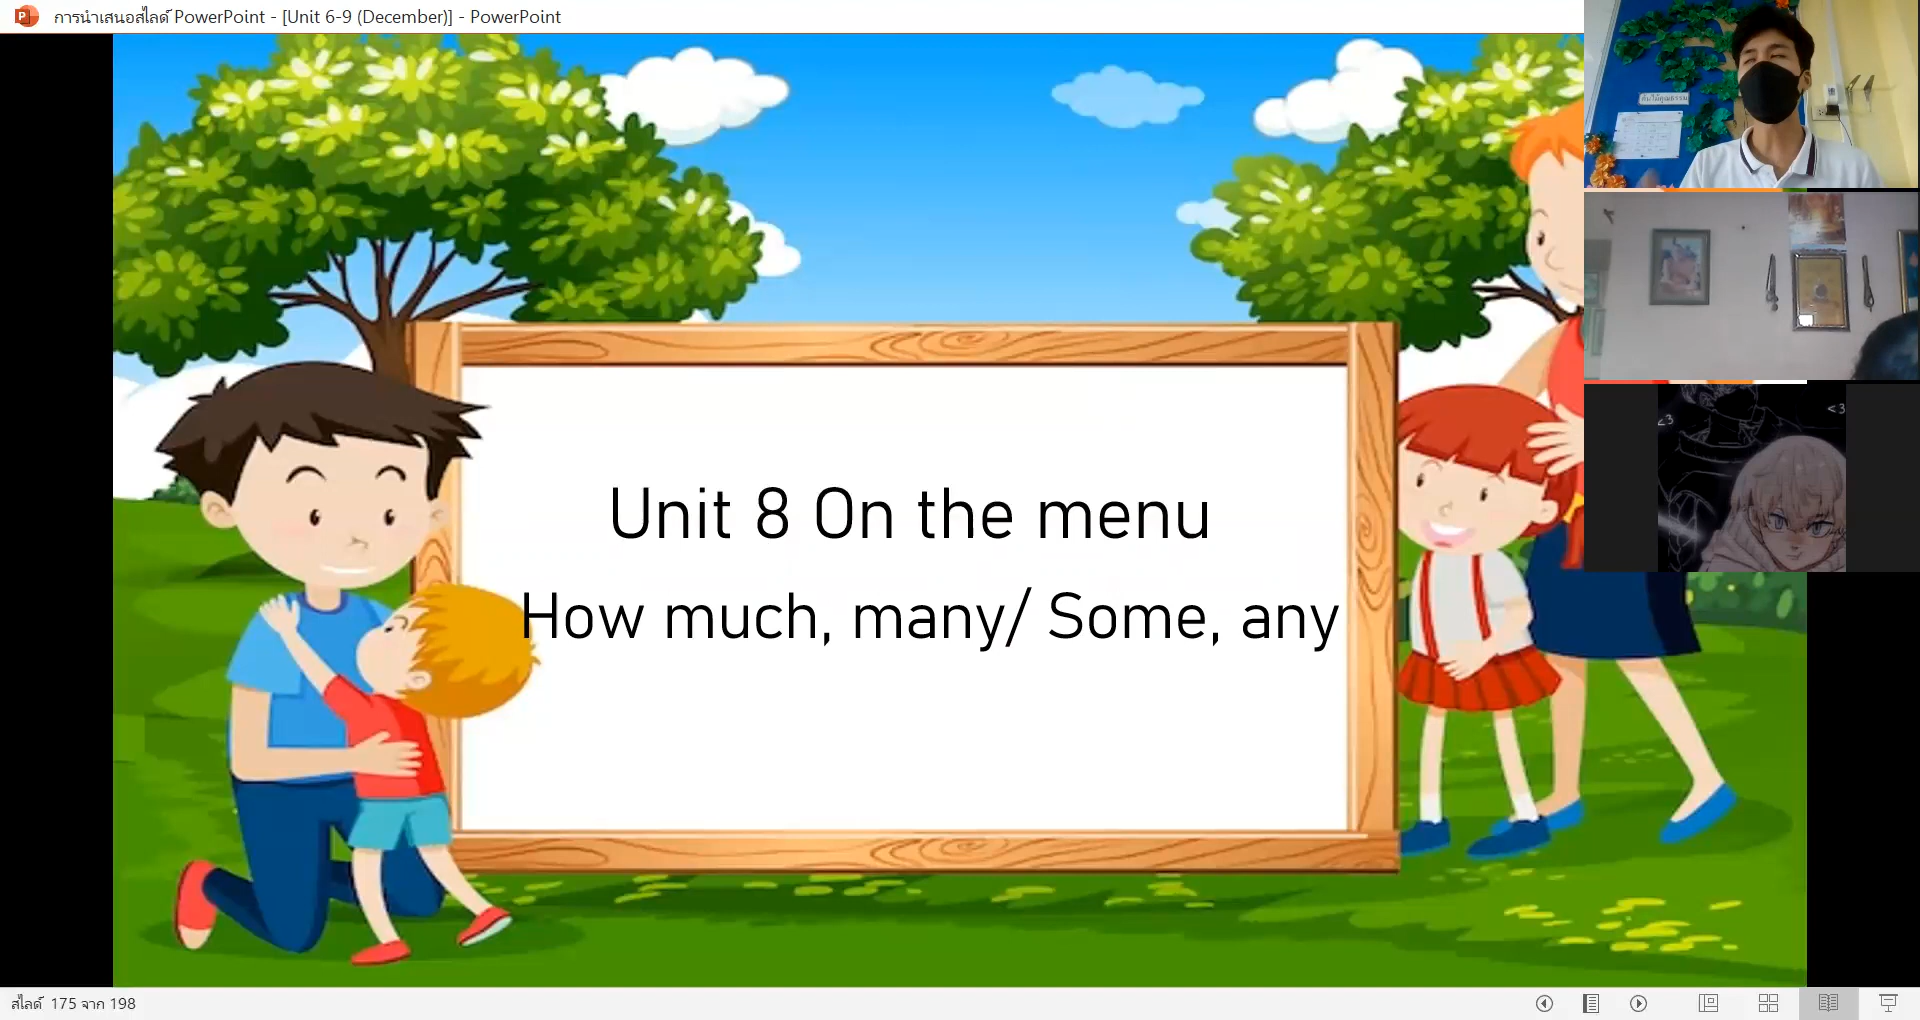 การนำเสนอสไลด์ PowerPoint - [Unit 6-9 (December)] - PowerPoint
Unit 8 On the menu
How much, many/ Some, any
<3
<3
สไลด์ 175 จาก 198